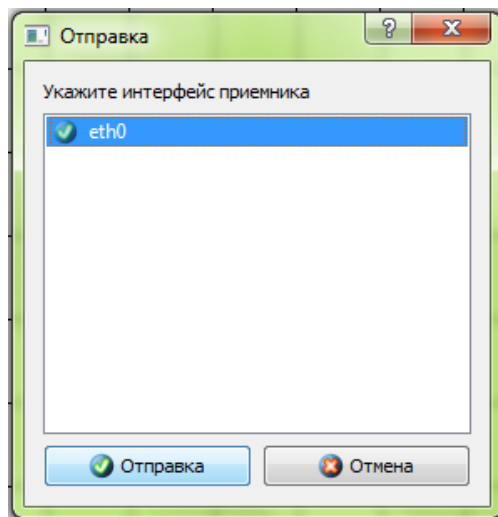 Отправка
Укажите интерфейс приемника
eth0
Отправка
Отмена